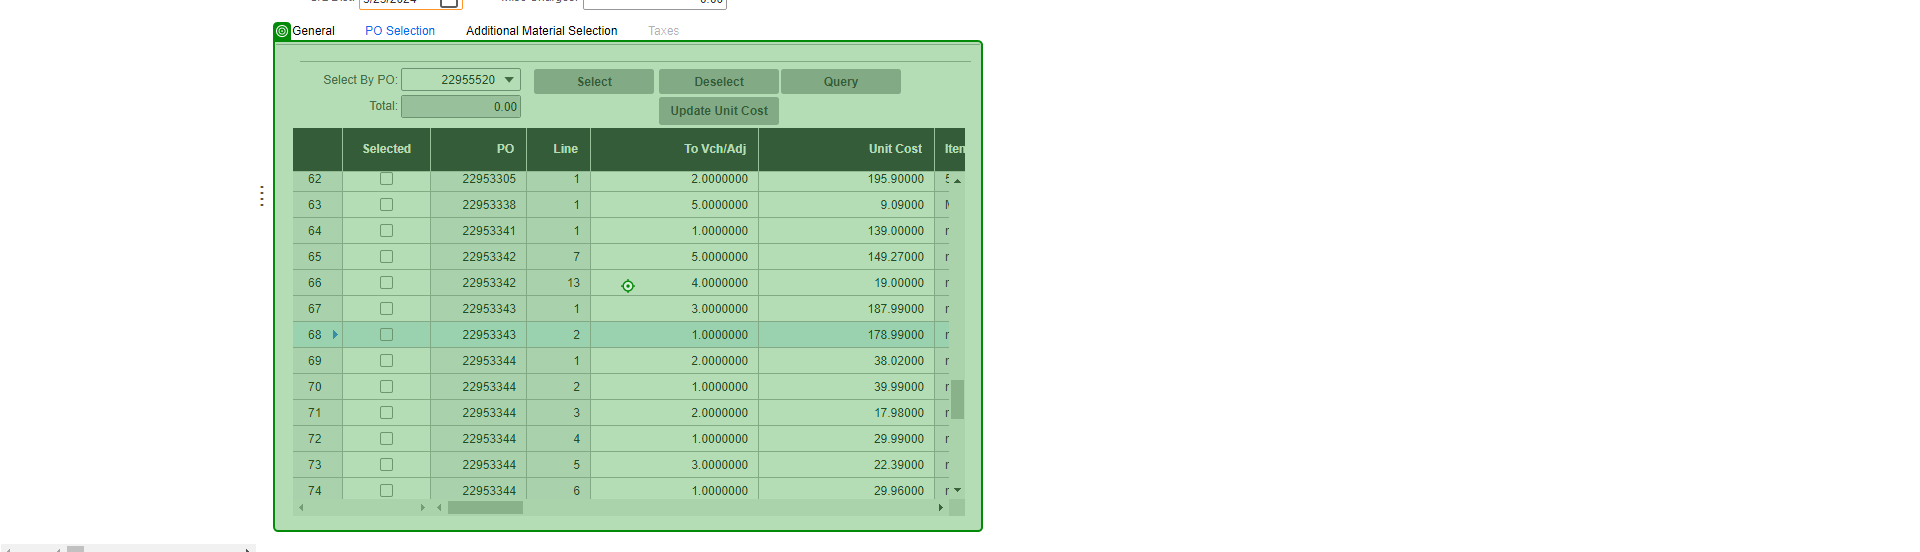 General PO Selection Additional Material Selection Taxes
Select By PO: 22955520 Select Deselect Query
Total: 0.00 Update Unit Cost
Selected PO Line To Vch/Adj Unit Cost
62 22953305 1 2.0000000 195.90000
63 22953338 1 5.0000000 9.09000
64 22953341 1 1.0000000 139.00000
65 22953342 7 5.0000000 149.27000
66 22953342 13 4.0000000 19.00000
67 22953343 1 3.0000000 187.99000
68 22953343 2 1.0000000 178.99000
69 22953344 1 2.0000000 38.02000
70 22953344 2 1.0000000 39.99000
71 22953344 3 2.0000000 17.98000
72 22953344 4 1.0000000 29.99000
73 22953344 5 3.0000000 22.39000
74 22953344 6 1.0000000 29.96000